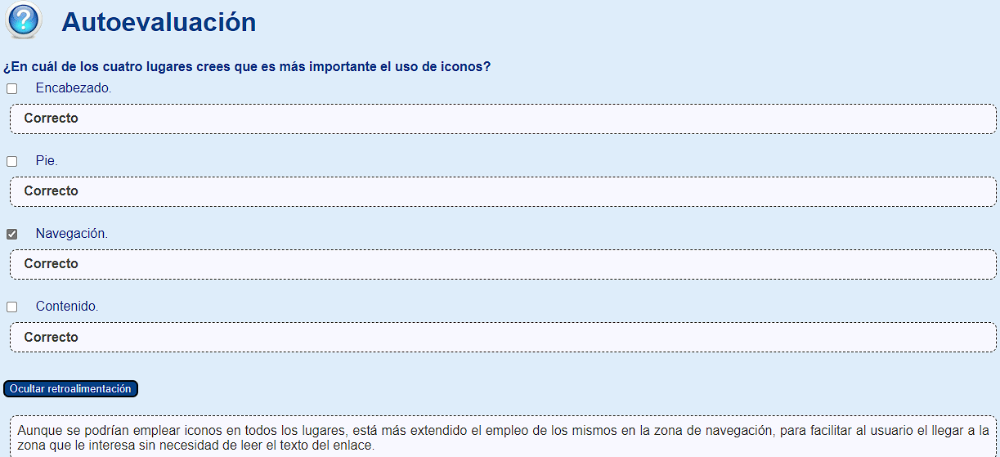 Autoevaluación
¿En cuál de los cuatro lugares crees que es más importante el uso de iconos?
Encabezado.
Correcto
Pie.
Correcto
Navegación.
Correcto
Contenido.
Correcto
Ocultar retroalimentación
Aunque se podrían emplear iconos en todos los lugares, está más extendido el empleo de los mismos en la zona de navegación, para facilitar al usuario el llegar a la
zona que le interesa sin necesidad de leer el texto del enlace.